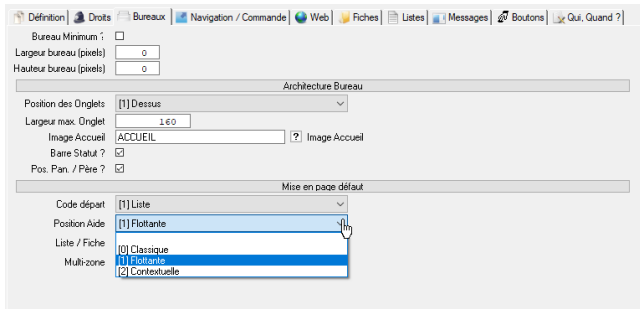 Définition Droits Bureaux Navigation / Commande Web Fiches Listes Messages Boutons Qui, Quand ?
Bureau Minimum ?
Largeur bureau (pixels) 0
Hauteur bureau (pixels) 0
Architecture Bureau
Position des Onglets [1] Dessus
Largeur max. Onglet 160
Image Accueil ACCUEIL ? Image Accueil
Barre Statut ?
Pos. Pan. / Père ?
Mise en page défaut
Code départ [1] Liste
Position Aide [1] Flottante
Liste / Fiche
[0] Classique
[1] Flottante
Multi-zone
[2] Contextuelle